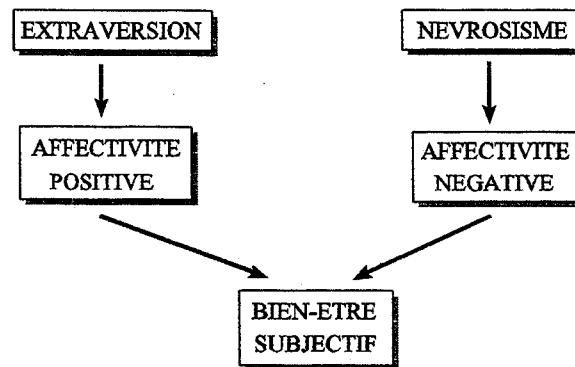 EXTRAVERSION
NEVROSISME
AFFECTIVITE
POSITIVE
AFFECTIVITE
NEGATIVE
BIEN-ETRE
SUBJECTIF